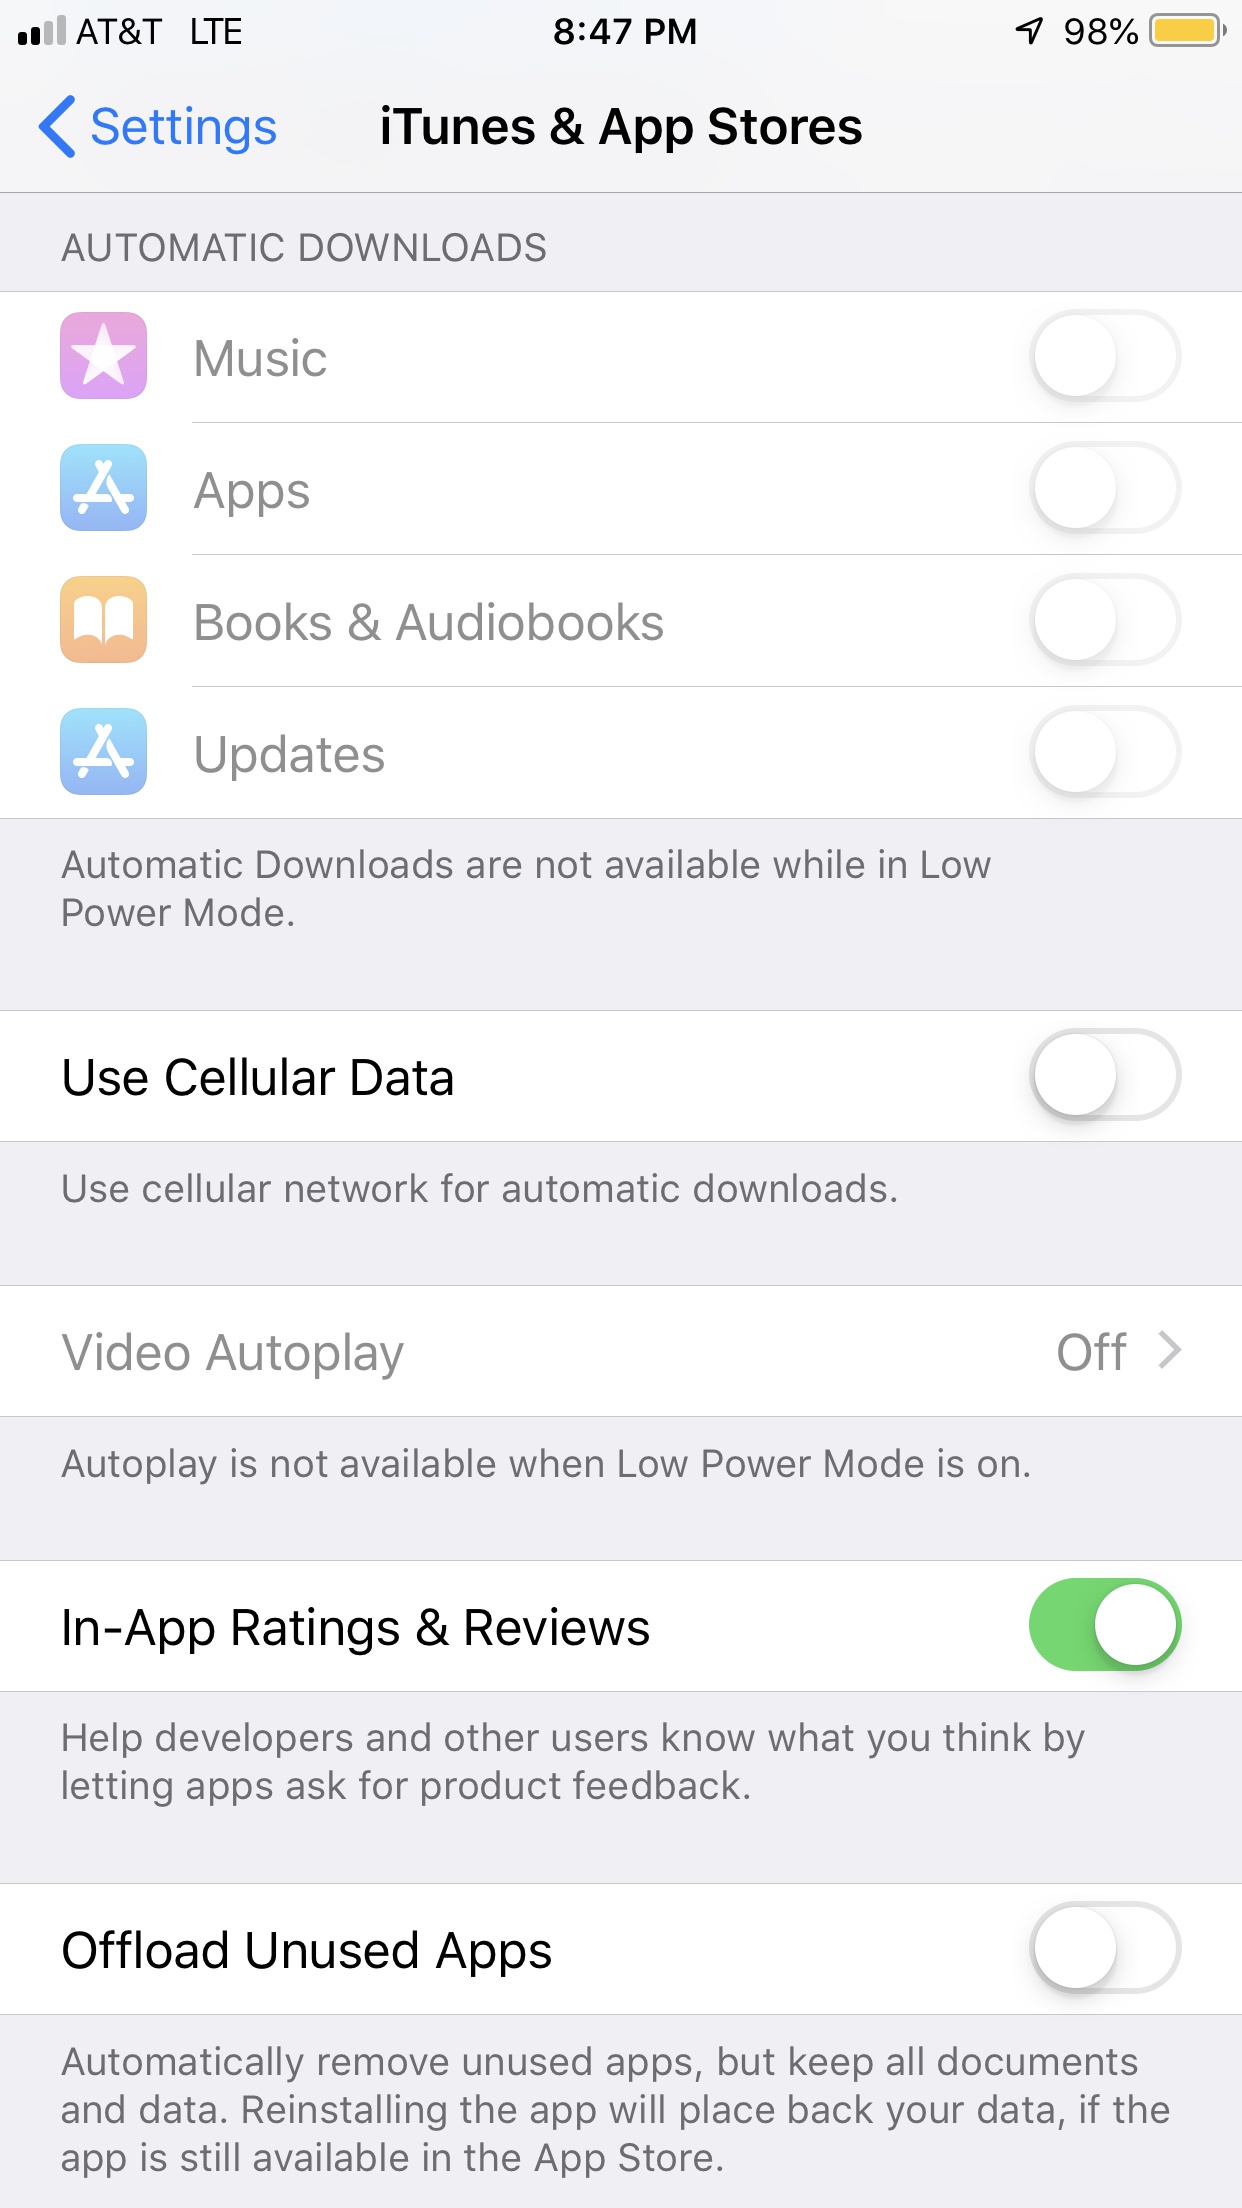 AT&T LTE 8:47 PM 98%
Settings iTunes & App Stores
AUTOMATIC DOWNLOADS
Music
Apps
Books & Audiobooks
Updates
Automatic Downloads are not available while in Low
Power Mode.
Use Cellular Data
Use cellular network for automatic downloads.
Video Autoplay Off
Autoplay is not available when Low Power Mode is on.
In-App Ratings & Reviews
Help developers and other users know what you think by
letting apps ask for product feedback.
Offload Unused Apps
Automatically remove unused apps, but keep all documents
and data. Reinstalling the app will place back your data, if the
app is still available in the App Store.